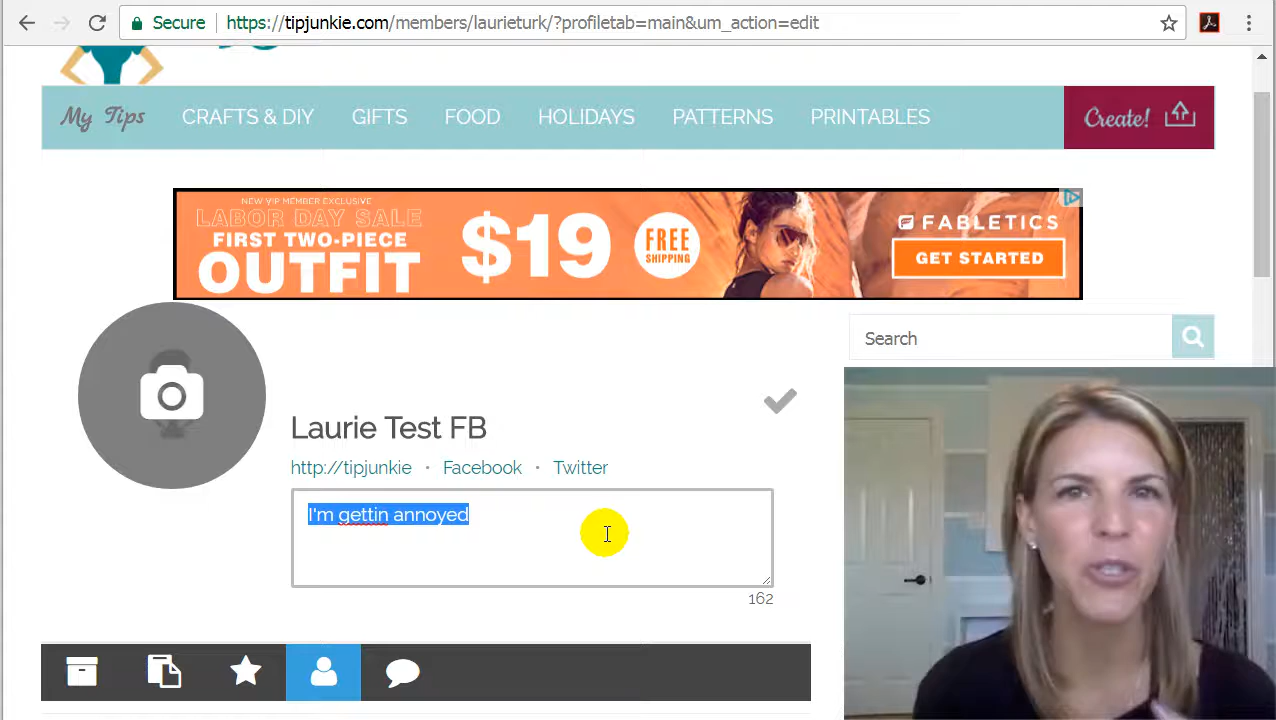 Secure
https://tipjunkie.com/members/laurieturk/?profiletab=main&um_action=edit
My Tips CRAFTS & DIY GIFTS FOOD HOLIDAYS PATTERNS PRINTABLES Create!
NEW VIP MEMBER EXCLUSIVE
LABOR DAY SALE
FIRST TWO-PIECE
OUTFIT
$19
FREE
SHIPPING
FABLETICS
GET STARTED
Search
Laurie Test FB
http://tipjunkie • Facebook • Twitter
I'm gettin annoyed
162